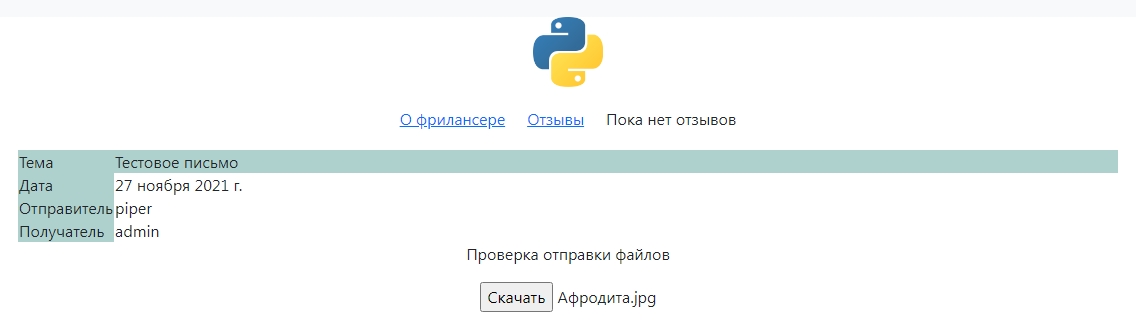 О фрилансере Отзывы Пока нет отзывов
Тема Тестовое письмо
Дата 27 ноября 2021 г.
Отправитель piper
Получатель admin
Проверка отправки файлов
Скачать Афродита.jpg